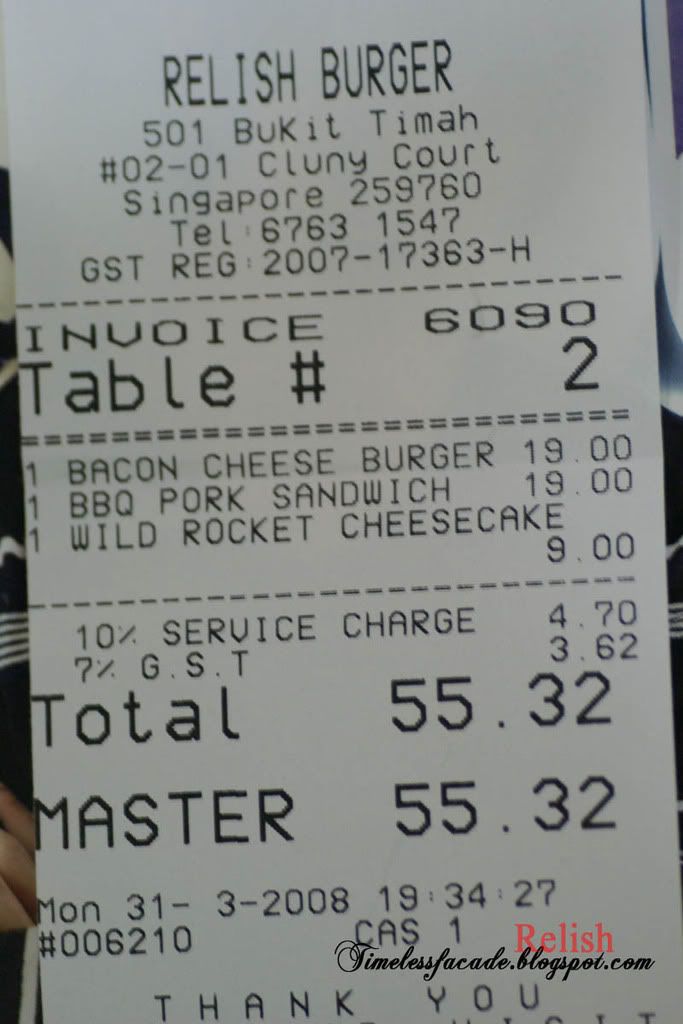 RELISH BURGER
501 BuKit Timah
#02-01 Cluny Court
Singapore 259760
Tel:6763 1547
GST REG:2007-17363-H
INVOICE 6090
Table # 2
1 BACON CHEESE BURGER 19.00
1 BBQ PORK SANDWICH 19.00
1 WILD ROCKET CHEESECAKE
9.00
10% SERVICE CHARGE 4.70
7% G.S.T 3.62
Total 55.32
MASTER 55.32
Mon 31- 3-2008 19:34:27
#006210 CAS 1
Relish
Timelessfacade.blogspot.com
THANK YOU